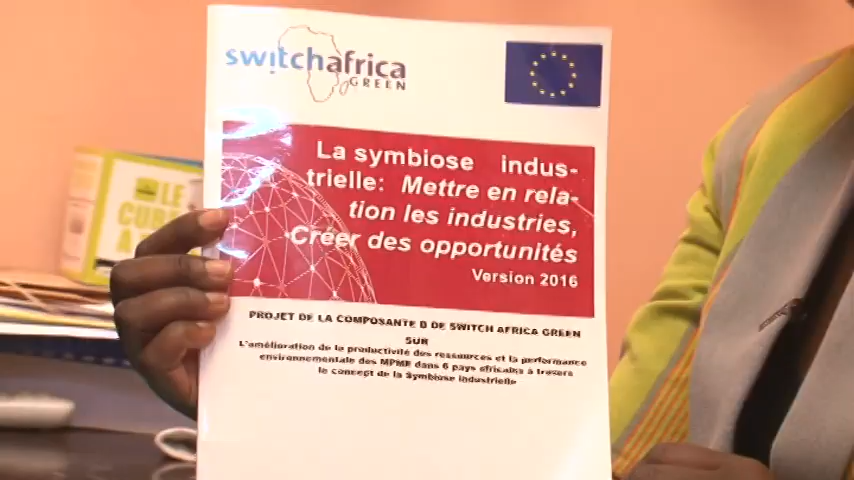 switchafrica
GREEN
La symbiose indus-
trielle: Mettre en rela-
tion les industries,
Créer des opportunités
Version 2016
PROJET DE LA COMPOSANTE B DE SWITCH AFRICA GREEN
SUR
L'amélioration de la productivité des ressources et la performance
environnementale des MPME dans 6 pays africains à travers
le concept de la Symbiose industrielle
LE